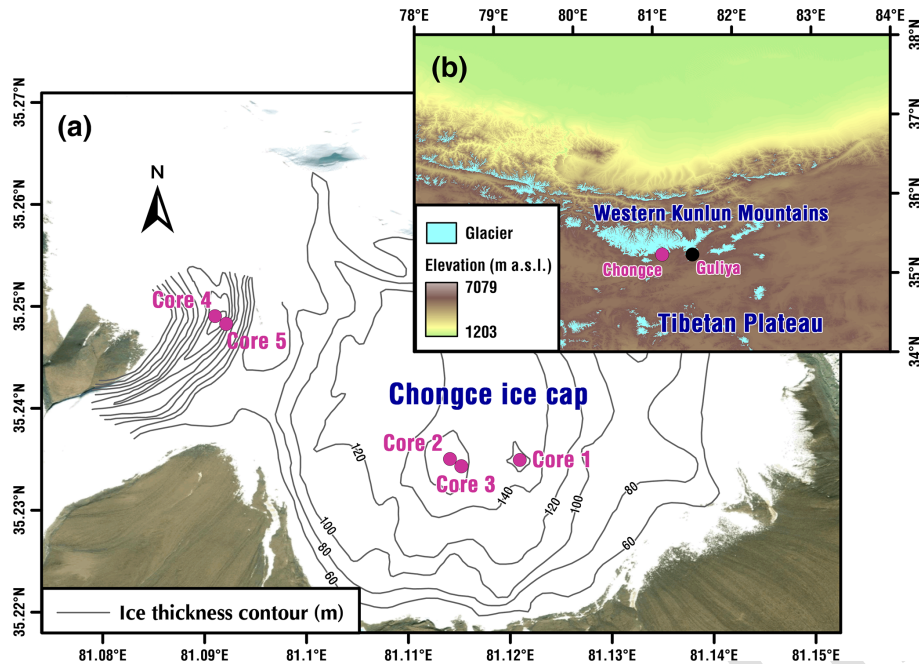 78°E 79°E 80°E 81°E 82°E 83°E 84°E
38°N
37°N
36°N
35°N
34°N
(b)
Western Kunlun Mountains
Chongce
Guliya
Tibetan Plateau
Glacier
Elevation (m a.s.l.)
7079
1203
(a)
N
35.27°N
35.26°N
35.25°N
35.24°N
35.23°N
35.22°N
Core 4
Core 5
Chongce ice cap
Core 2
Core 3
Core 1
120
140
120
100
80
60
100
80
60
Ice thickness contour (m)
81.08°E 81.09°E 81.1°E 81.11°E 81.12°E 81.13°E 81.14°E 81.15°E